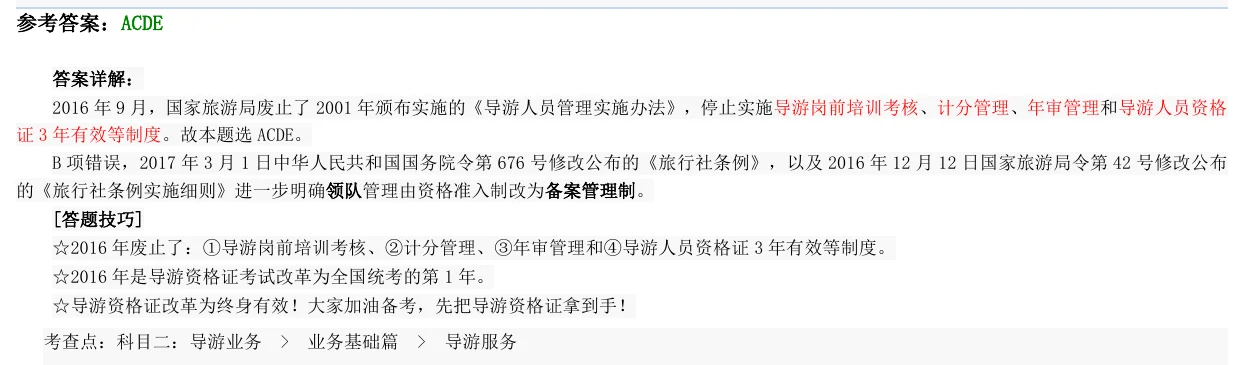 参考答案：ACDE
答案详解：
2016 年 9 月，国家旅游局废止了 2001 年颁布实施的《导游人员管理实施办法》，停止实施导游岗前培训考核、计分管理、年审管理和导游人员资格
证 3 年有效等制度。故本题选 ACDE。
B 项错误，2017 年 3 月 1 日中华人民共和国国务院令第 676 号修改公布的《旅行社条例》，以及 2016 年 12 月 12 日国家旅游局令第 42 号修改公布
的《旅行社条例实施细则》进一步明确领队管理由资格准入制改为备案管理制。
[答题技巧]
☆2016 年废止了：①导游岗前培训考核、②计分管理、③年审管理和④导游人员资格证 3 年有效等制度。
☆2016 年是导游资格证考试改革为全国统考的第 1 年。
☆导游资格证改革为终身有效！大家加油备考，先把导游资格证拿到手！
考查点：科目二：导游业务 > 业务基础篇 > 导游服务